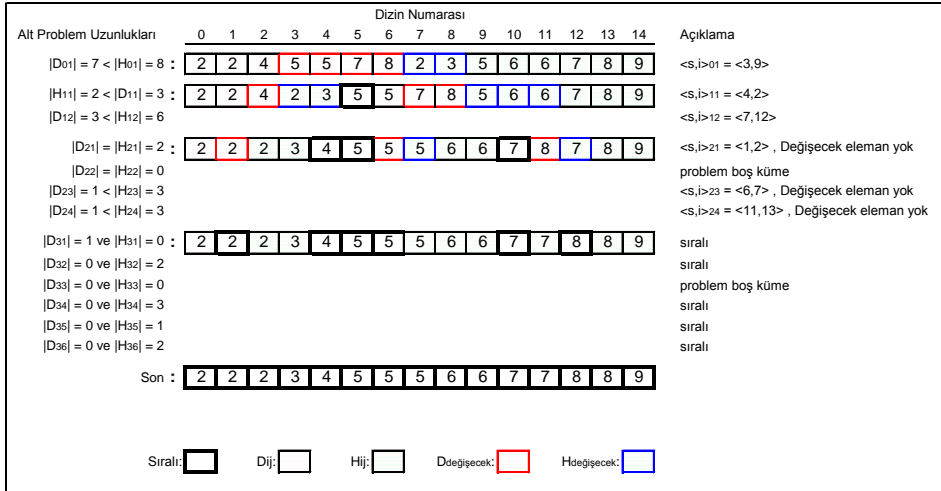 Dizin Numarası
Alt Problem Uzunlukları 0 1 2 3 4 5 6 7 8 9 10 11 12 13 14 Açıklama
|D01| = 7 < |H01| = 8 : 2 2 4 5 5 7 8 2 3 5 6 6 7 8 9 <s,i>01 = <3,9>
|H11| = 2 < |D11| = 3 : 2 2 4 2 3 5 5 7 8 5 6 6 7 8 9 <s,i>11 = <4,2>
|D12| = 3 < |H12| = 6 <s,i>12 = <7,12>
|D21| = |H21| = 2 : 2 2 2 3 4 5 5 5 6 6 7 8 7 8 9 <s,i>21 = <1,2> , Değişecek eleman yok
|D22| = |H22| = 0 problem boş küme
|D23| = 1 < |H23| = 3 <s,i>23 = <6,7> , Değişecek eleman yok
|D24| = 1 < |H24| = 3 <s,i>24 = <11,13> , Değişecek eleman yok
|D31| = 1 ve |H31| = 0 : 2 2 2 3 4 5 5 5 6 6 7 7 8 8 9 sıralı
|D32| = 0 ve |H32| = 2 sıralı
|D33| = 0 ve |H33| = 0 problem boş küme
|D34| = 0 ve |H34| = 3 sıralı
|D35| = 0 ve |H35| = 1 sıralı
|D36| = 0 ve |H36| = 2 sıralı
Son : 2 2 2 3 4 5 5 5 6 6 7 7 8 8 9
Sıralı: Dij: Hij: Ddeğişecek: Hdeğişecek: